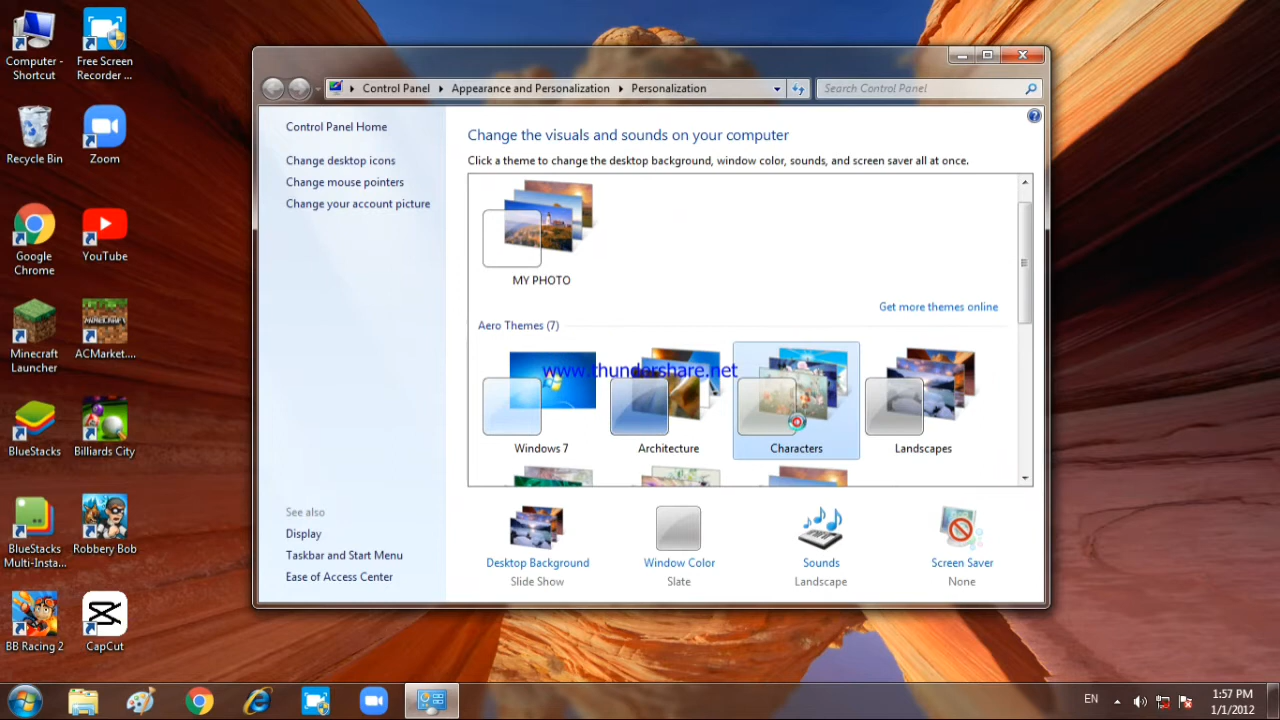 Computer -
Shortcut
Free Screen
Recorder ...
Recycle Bin
Zoom
Google
Chrome
YouTube
Minecraft
Launcher
ACMarket....
BlueStacks
Billiards City
BlueStacks
Multi-Insta...
Robbery Bob
BB Racing 2
CapCut
Control Panel
Appearance and Personalization
Personalization
Search Control Panel
Control Panel Home
Change desktop icons
Change mouse pointers
Change your account picture
See also
Display
Taskbar and Start Menu
Ease of Access Center
Change the visuals and sounds on your computer
Click a theme to change the desktop background, window color, sounds, and screen saver all at once.
MY PHOTO
Get more themes online
Aero Themes (7)
www.thundershare.net
Windows 7
Architecture
Characters
Landscapes
Desktop Background
Slide Show
Window Color
Slate
Sounds
Landscape
Screen Saver
None
EN
1:57 PM
1/1/2012